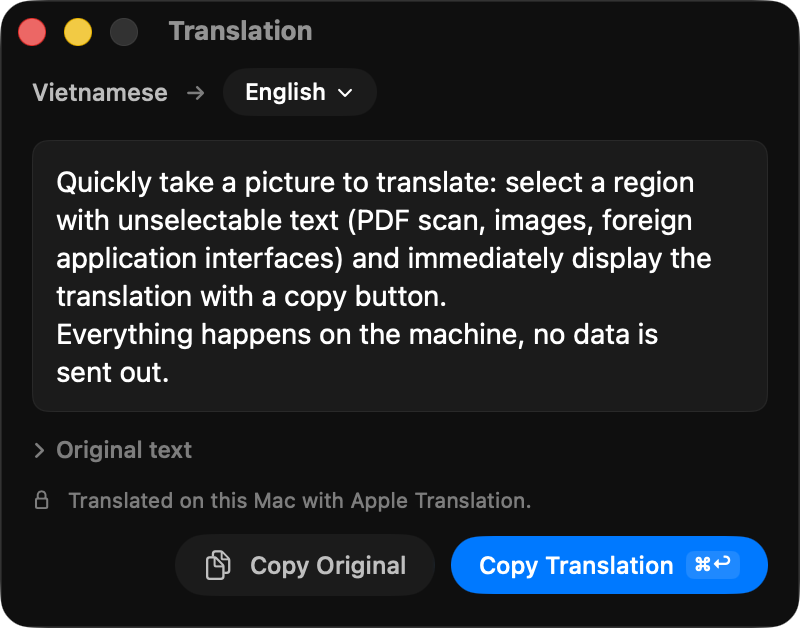 Translation
Vietnamese → English
Quickly take a picture to translate: select a region
with unselectable text (PDF scan, images, foreign
application interfaces) and immediately display the
translation with a copy button.
Everything happens on the machine, no data is
sent out.
Original text
Translated on this Mac with Apple Translation.
Copy Original
Copy Translation ⌘↩